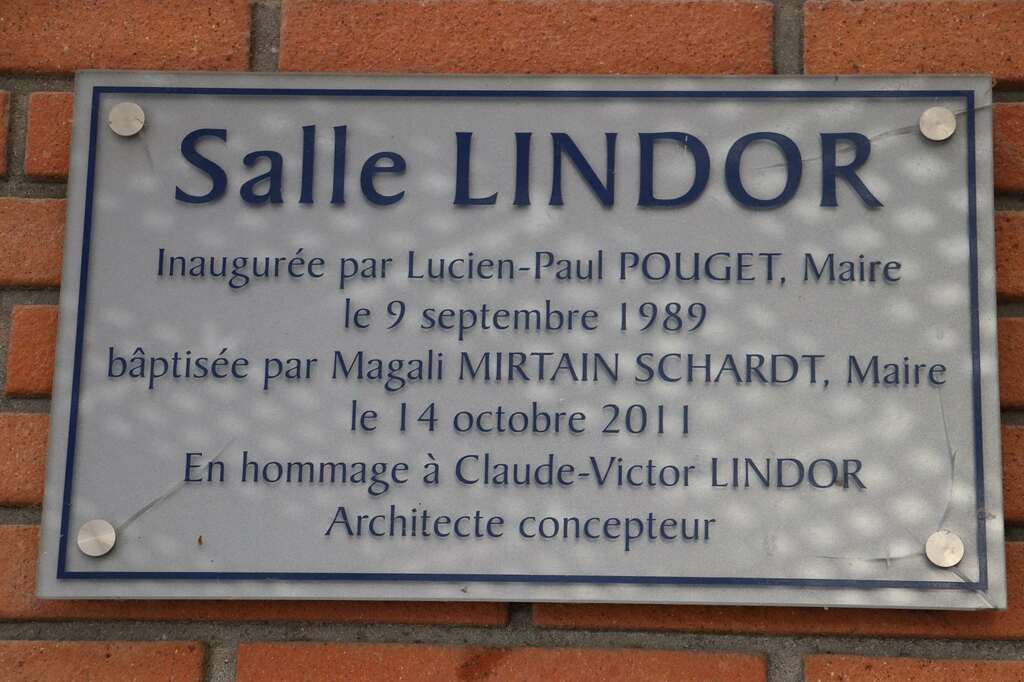 Salle LINDOR
Inaugurée par Lucien-Paul POUGET, Maire
le 9 septembre 1989
bâptisée par Magali MIRTAIN SCHARDT, Maire
le 14 octobre 2011
En hommage à Claude-Victor LINDOR
Architecte concepteur